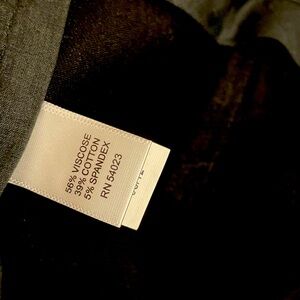 56% VISCOSE
39% COTTON
5% SPANDEX
RN 54023